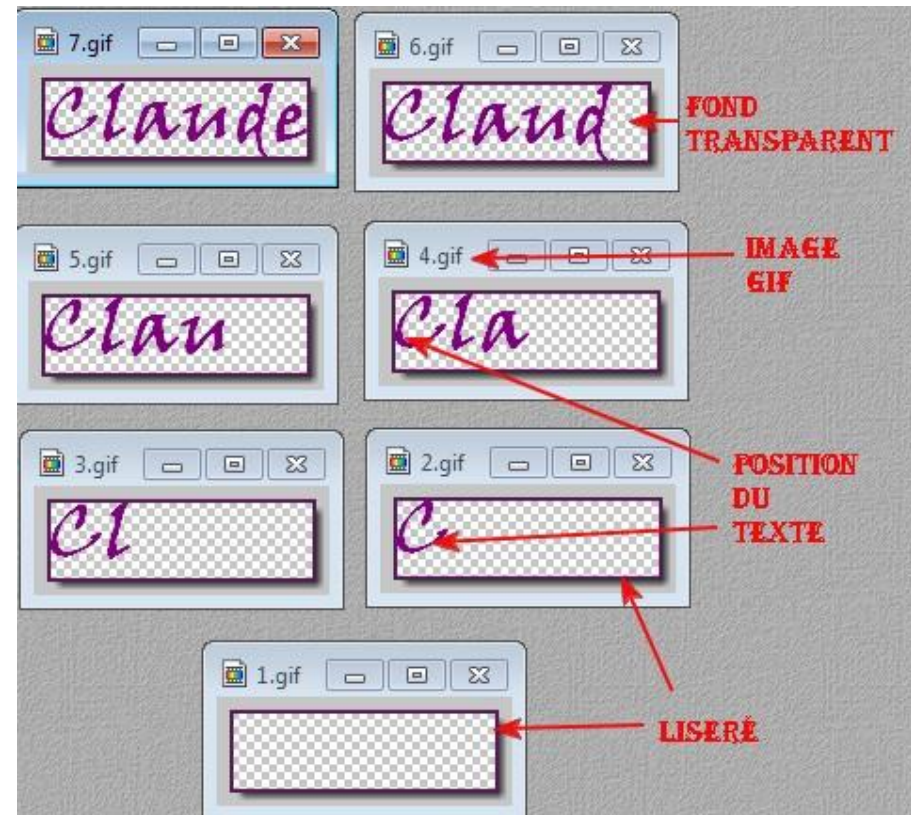 7.gif
6.gif
Claude
Claud
FOND
TRANSPARENT
5.gif
4.gif
IMAGE
GIF
Clau
Cla
3.gif
2.gif
POSITION
DU
TEXTE
Cl
C
1.gif
LISERÉ